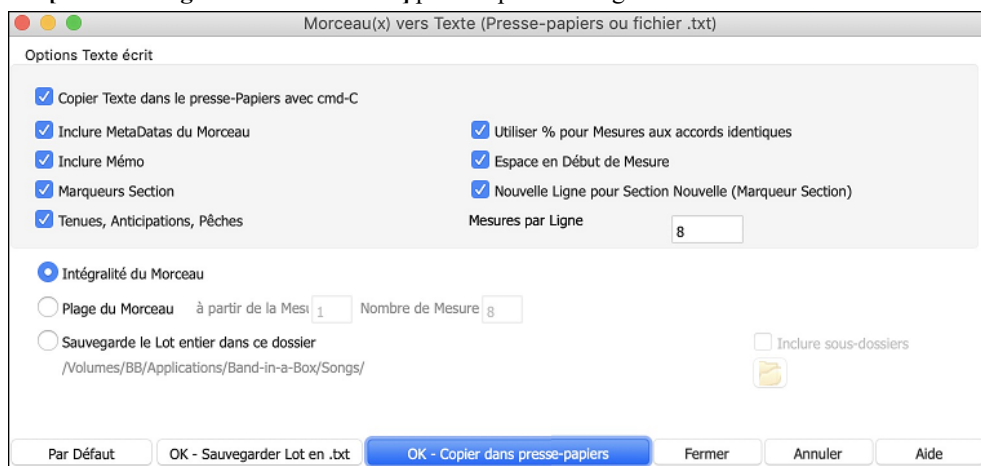 Morceau(x) vers Texte (Presse-papiers ou fichier .txt)
Options Texte écrit
Copier Texte dans le presse-Papiers avec cmd-C
Inclure MetaDatas du Morceau
Utiliser % pour Mesures aux accords identiques
Inclure Mémo
Espace en Début de Mesure
Marqueurs Section
Nouvelle Ligne pour Section Nouvelle (Marqueur Section)
Tenues, Anticipations, Pêches
Mesures par Ligne 8
Intégralité du Morceau
Plage du Morceau à partir de la Mesu 1 Nombre de Mesure 8
Sauvegarde le Lot entier dans ce dossier
Inclure sous-dossiers
/Volumes/BB/Applications/Band-in-a-Box/Songs/
Par Défaut OK - Sauvegarder Lot en .txt OK - Copier dans presse-papiers Fermer Annuler Aide